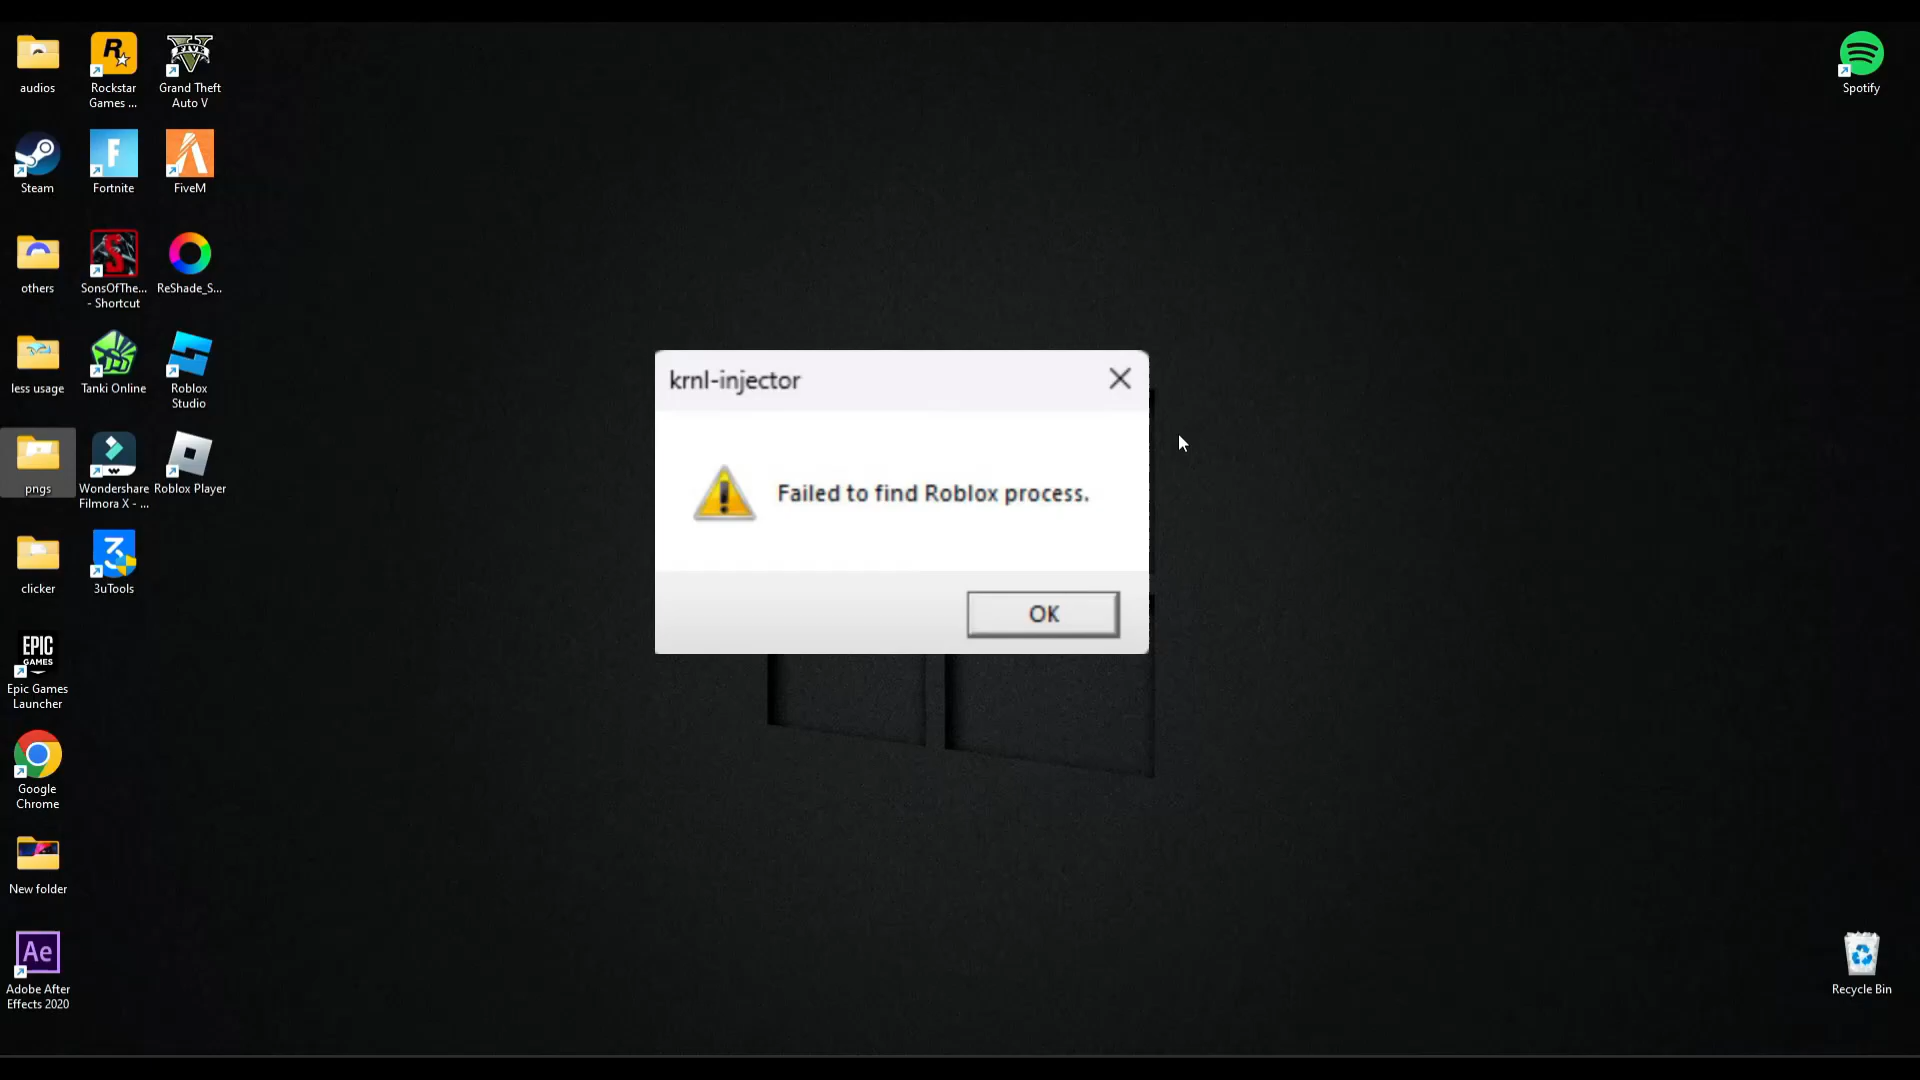 audios
Rockstar
Games ...
Grand Theft
Auto V
Spotify
Steam
Fortnite
FiveM
others
SonsOfThe...
- Shortcut
ReShade_S...
less usage
Tanki Online
Roblox
Studio
krnl-injector
Failed to find Roblox process.
OK
pngs
Wondershare
Filmora X - ...
Roblox Player
clicker
3uTools
EPIC
GAMES
Epic Games
Launcher
Google
Chrome
New folder
Ae
Adobe After
Effects 2020
Recycle Bin